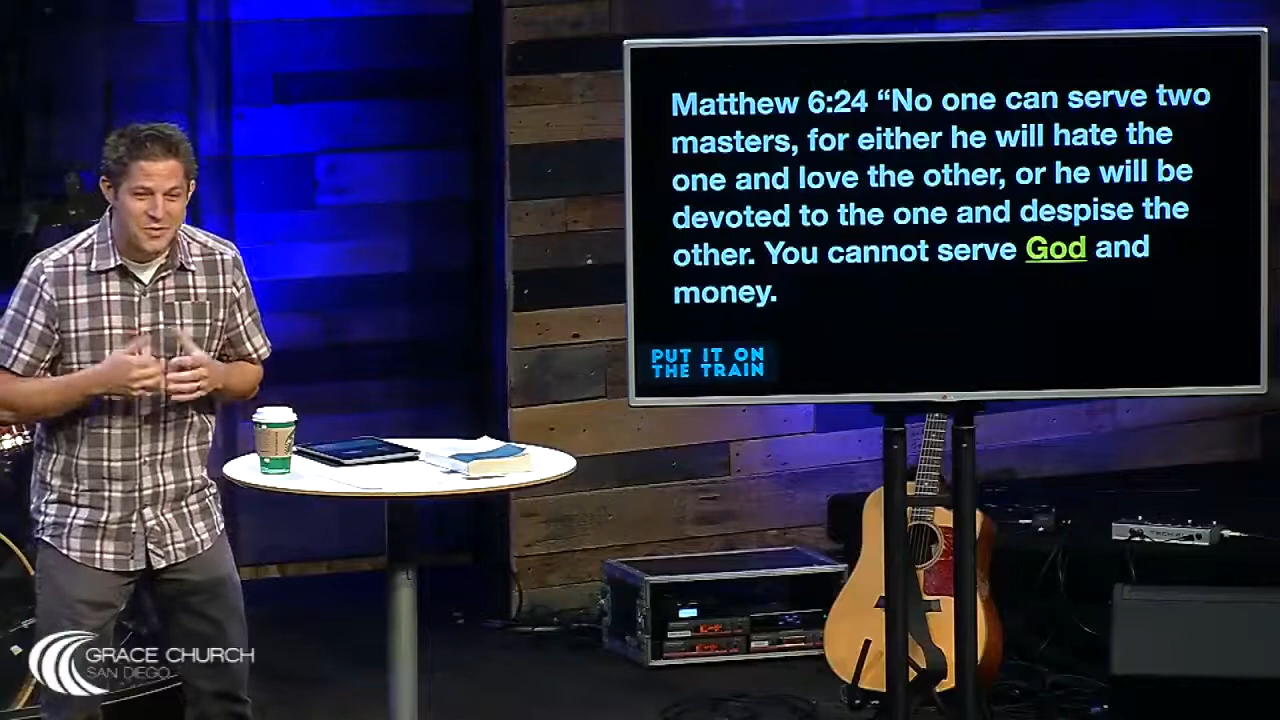 Matthew 6:24 “No one can serve two
masters, for either he will hate the
one and love the other, or he will be
devoted to the one and despise the
other. You cannot serve God and
money.
PUT IT ON
THE TRAIN
GRACE CHURCH
SAN DIEGO